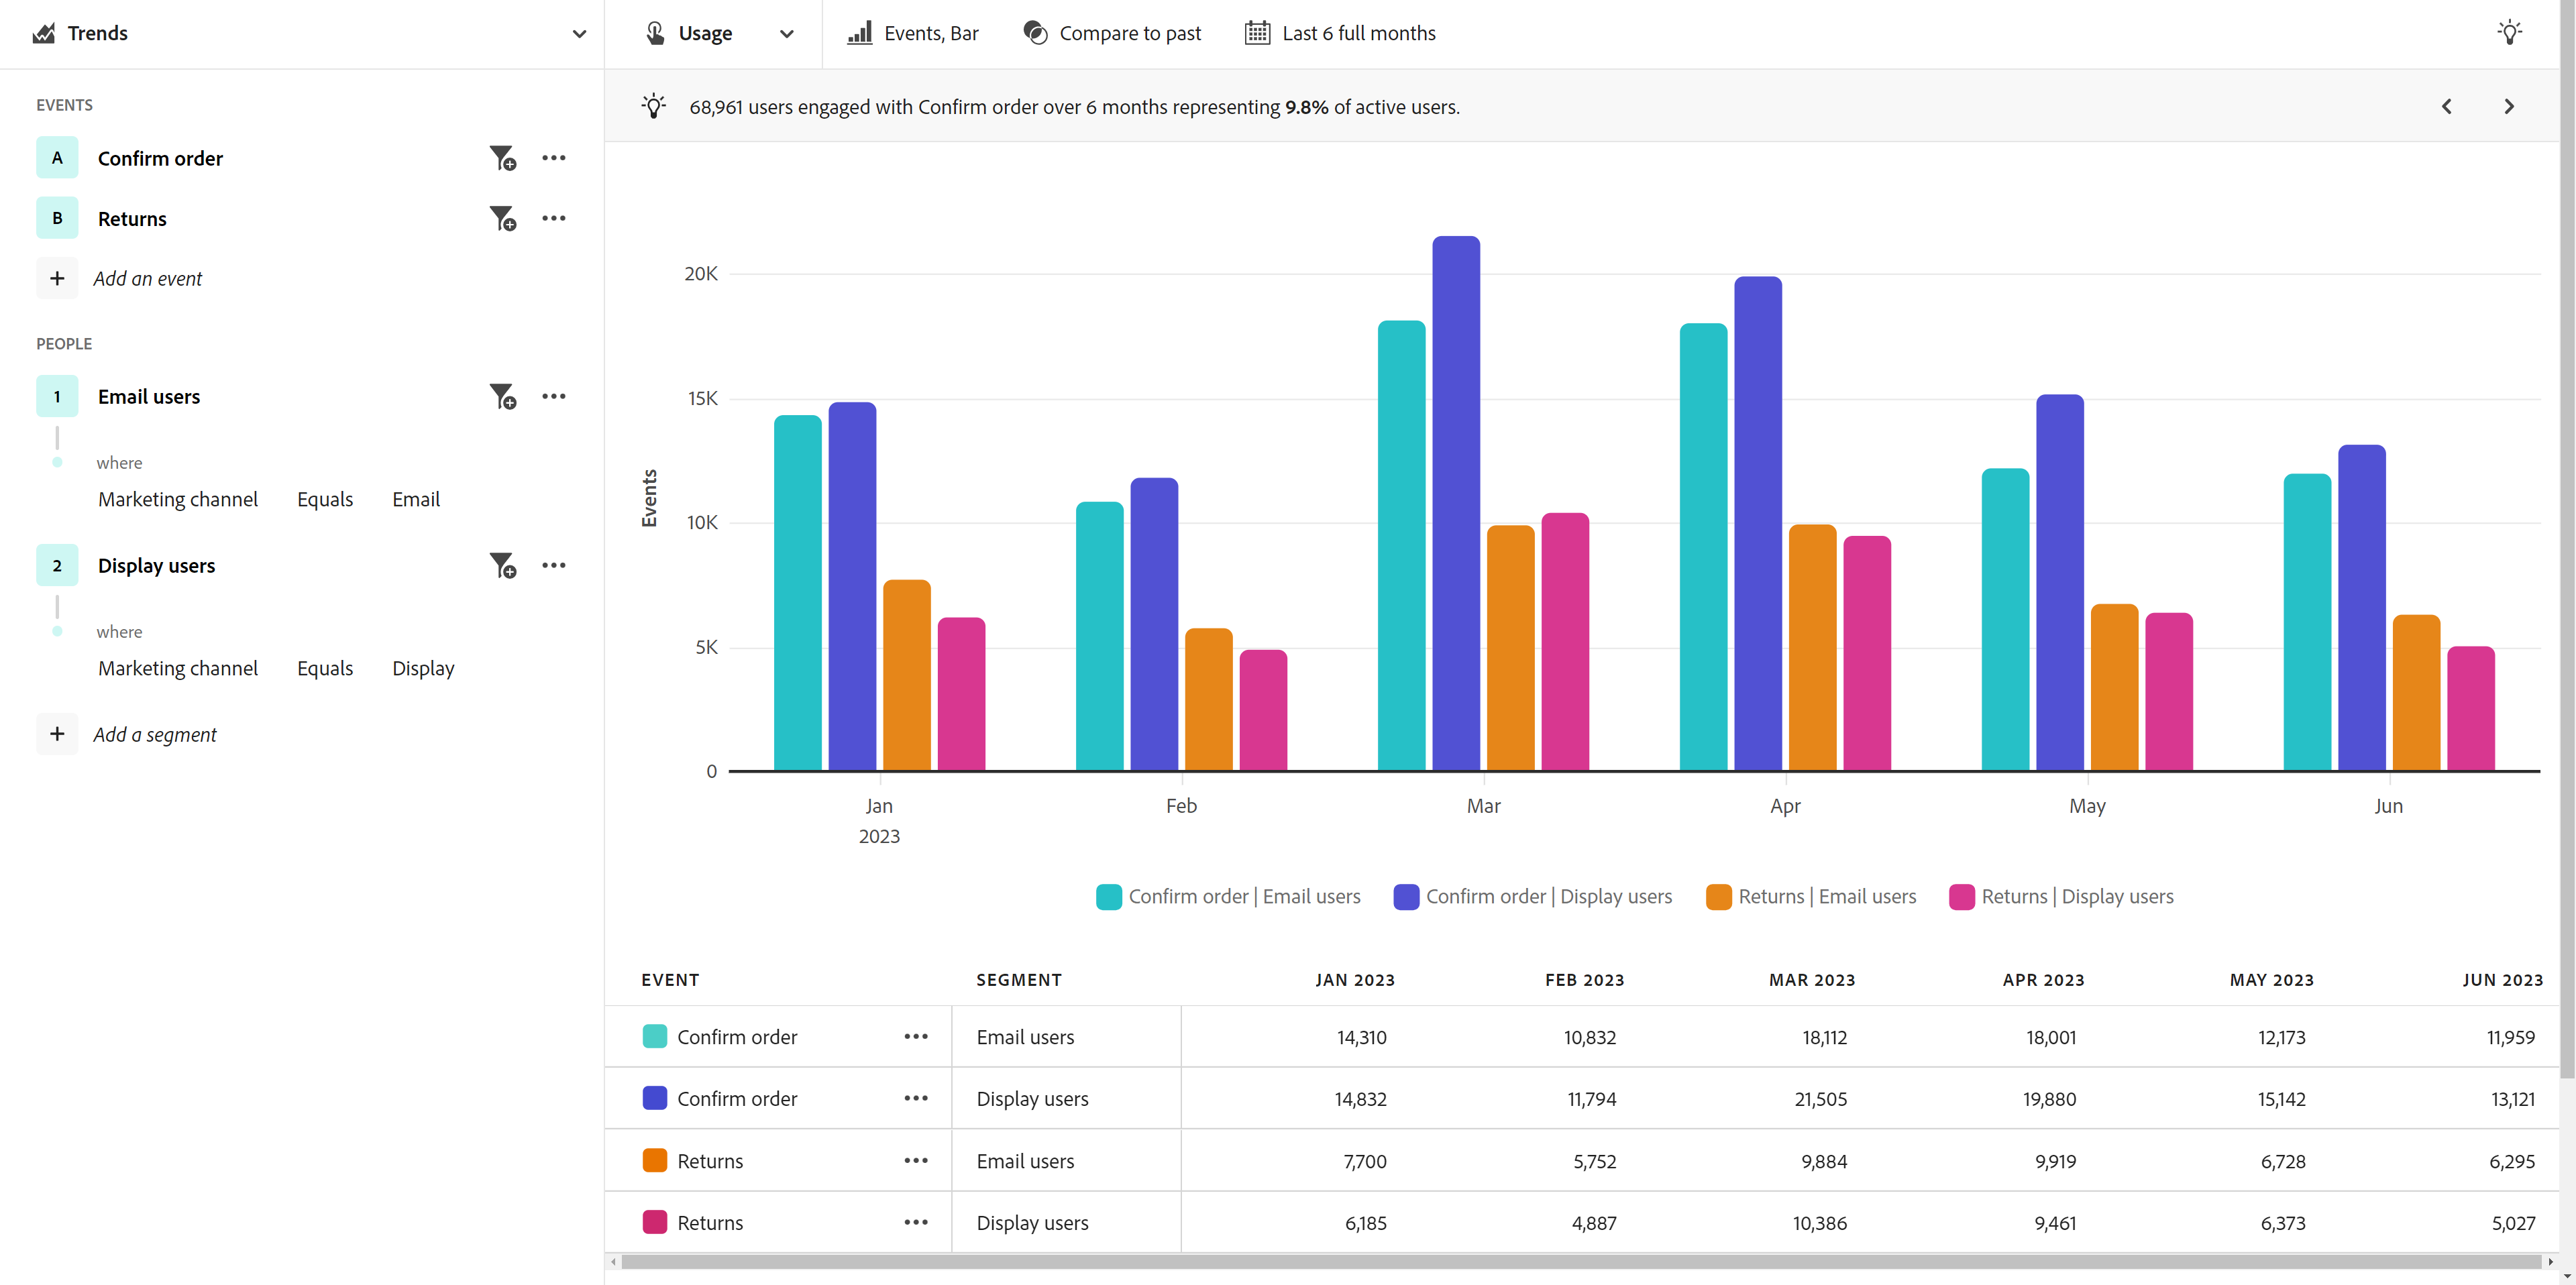 Trends
Usage
Events, Bar
Compare to past
Last 6 full months
EVENTS
A Confirm order
B Returns
+ Add an event
PEOPLE
1 Email users
where
Marketing channel Equals Email
2 Display users
where
Marketing channel Equals Display
+ Add a segment
68,961 users engaged with Confirm order over 6 months representing 9.8% of active users.
Events
20K
15K
10K
5K
0
Jan Feb Mar Apr May Jun
2023
Confirm order | Email users Confirm order | Display users Returns | Email users Returns | Display users
EVENT SEGMENT JAN 2023 FEB 2023 MAR 2023 APR 2023 MAY 2023 JUN 2023
Confirm order Email users 14,310 10,832 18,112 18,001 12,173 11,959
Confirm order Display users 14,832 11,794 21,505 19,880 15,142 13,121
Returns Email users 7,700 5,752 9,884 9,919 6,728 6,295
Returns Display users 6,185 4,887 10,386 9,461 6,373 5,027